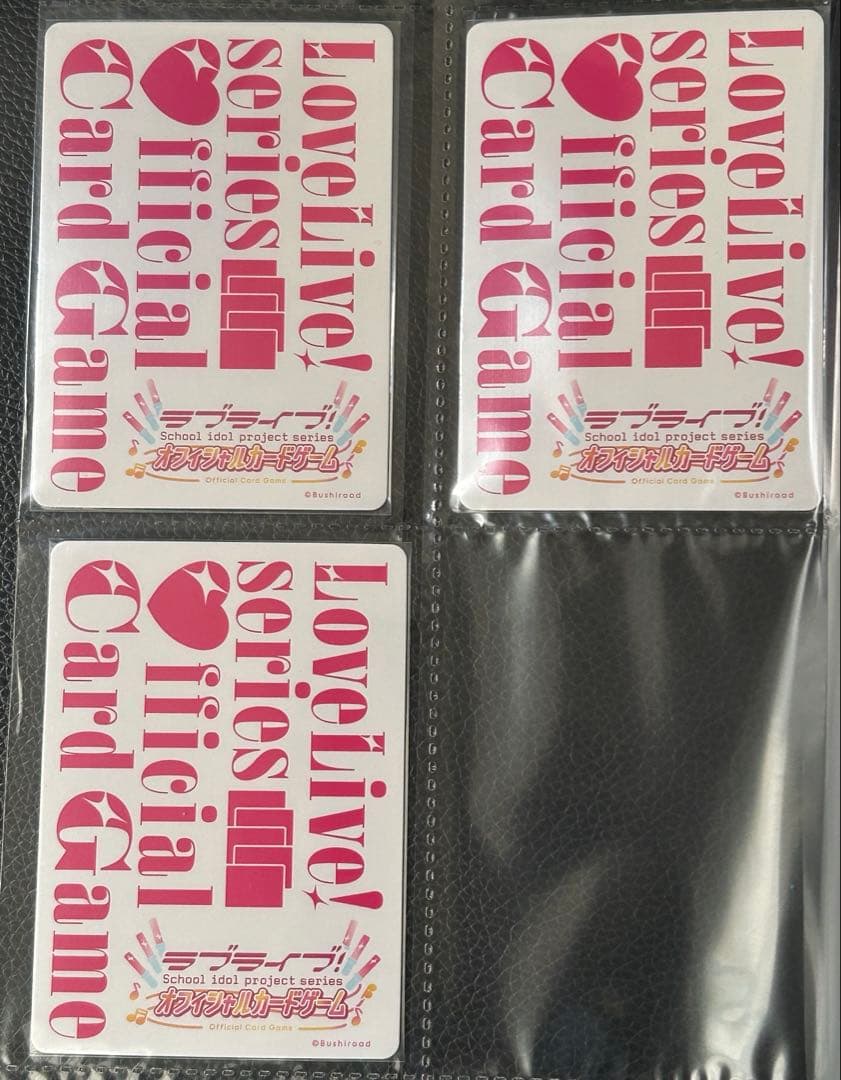 LoveLive!
series
Official
Card Game
ラブライブ!
School idol project series
オフィシャルカードゲーム
Official Card Game
©Bushiroad
LoveLive!
series
Official
Card Game
ラブライブ!
School idol project series
オフィシャルカードゲーム
Official Card Game
©Bushiroad
LoveLive!
series
Official
Card Game
ラブライブ!
School idol project series
オフィシャルカードゲーム
Official Card Game
©Bushiroad